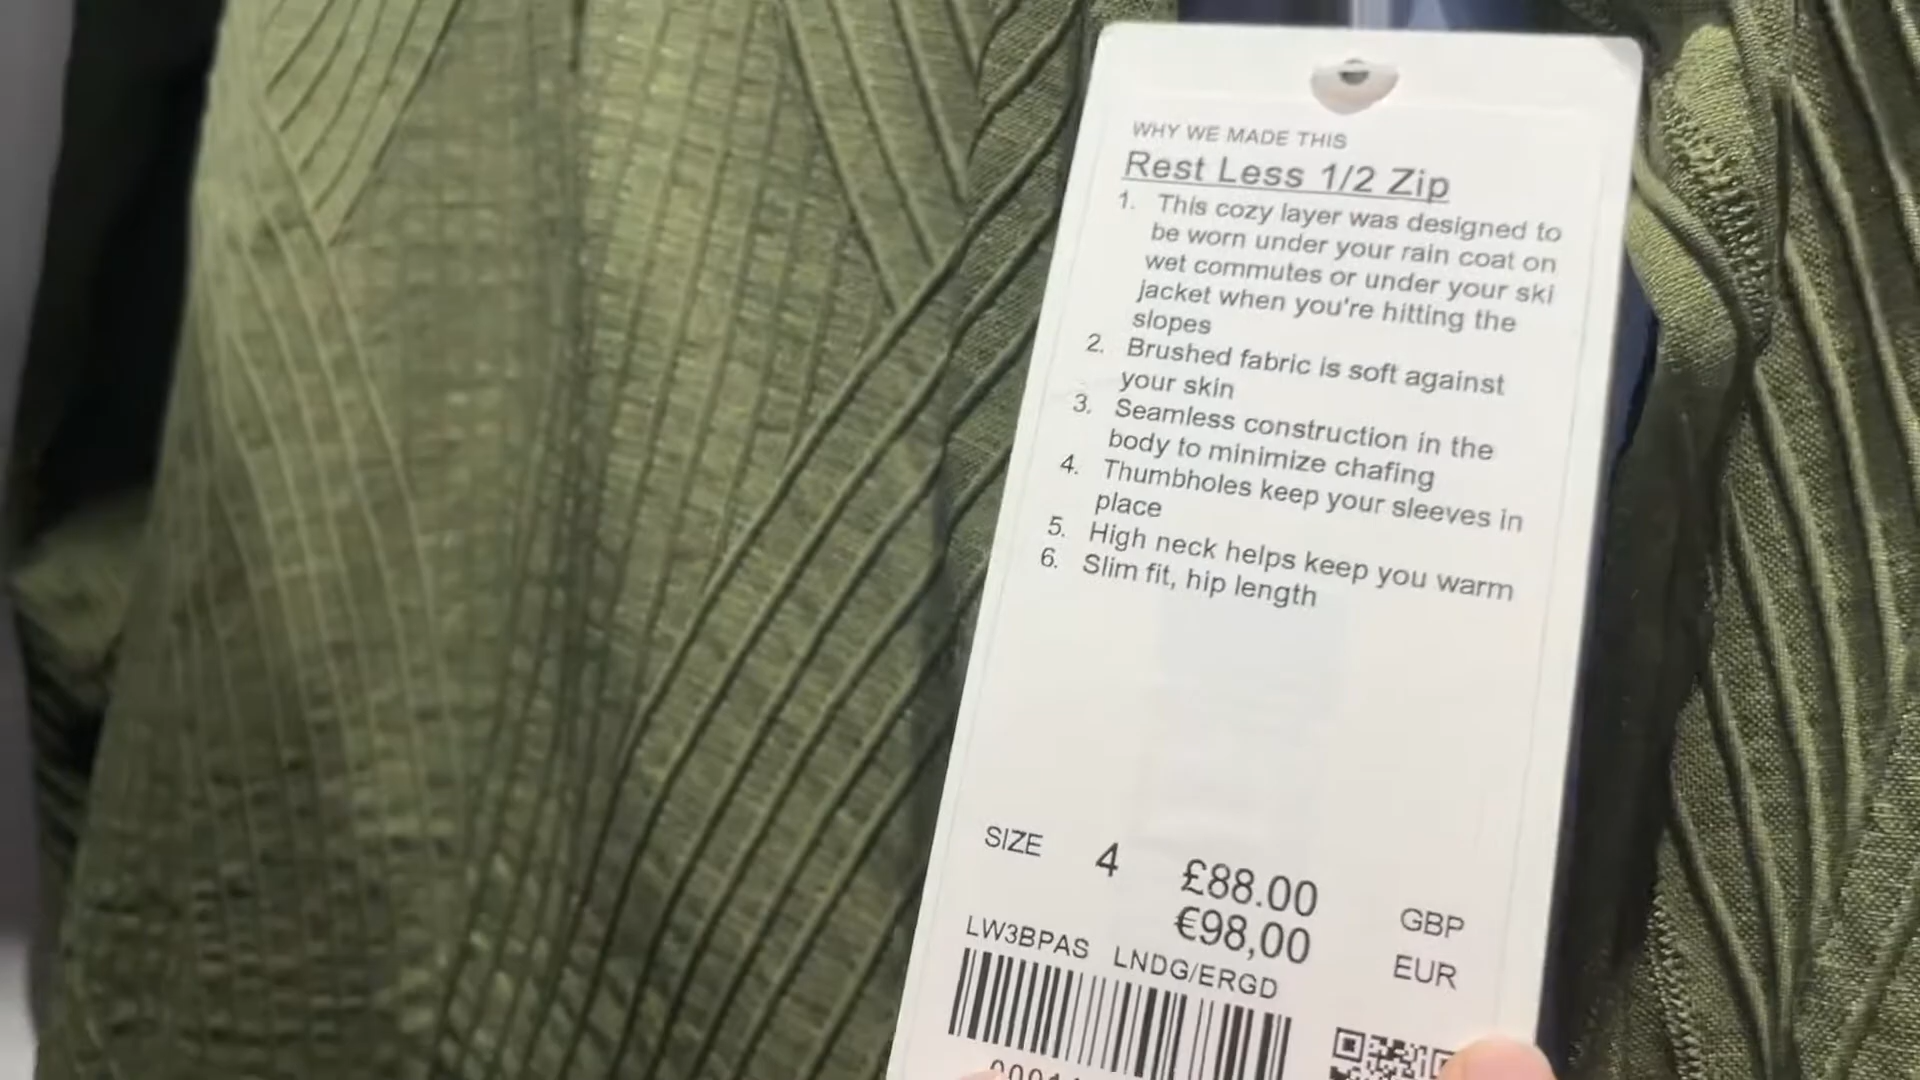 WHY WE MADE THIS
Rest Less 1/2 Zip
1. This cozy layer was designed to
be worn under your rain coat on
wet commutes or under your ski
jacket when you're hitting the
slopes
2. Brushed fabric is soft against
your skin
3. Seamless construction in the
body to minimize chafing
4. Thumbholes keep your sleeves in
place
5. High neck helps keep you warm
6. Slim fit, hip length
SIZE 4 £88.00 GBP
€98,00 EUR
LW3BPAS LNDG/ERGD